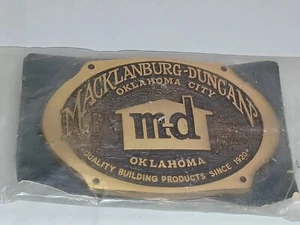 MACKLANBURG-DUNCAN
OKLAHOMA CITY
m-d
OKLAHOMA
QUALITY BUILDING PRODUCTS SINCE 1920